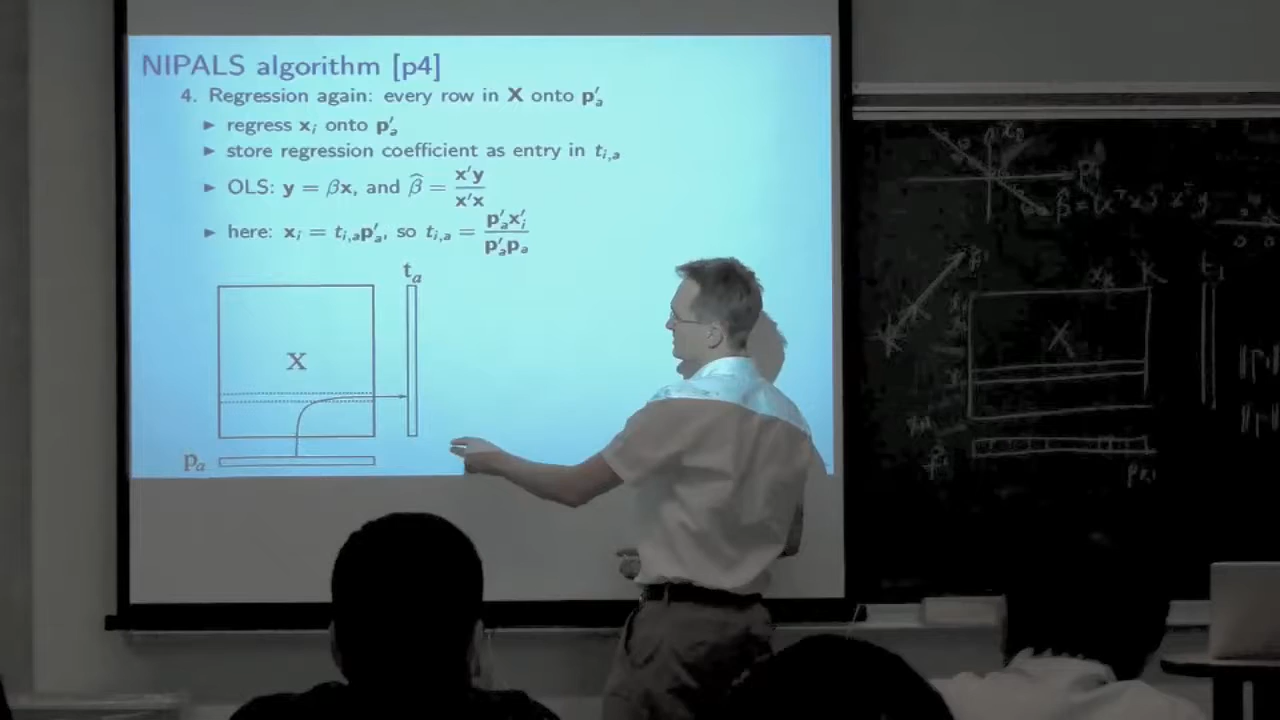 NIPALS algorithm [p4]
4. Regression again: every row in X onto p′ₐ
► regress xᵢ onto p′ₐ
► store regression coefficient as entry in tᵢ,ₐ
► OLS: y = βx, and β̂ = x′y / x′x
► here: xᵢ = tᵢ,ₐp′ₐ, so tᵢ,ₐ = p′ₐx′ᵢ / p′ₐpₐ
tₐ
X
pₐ
X
K
t₁